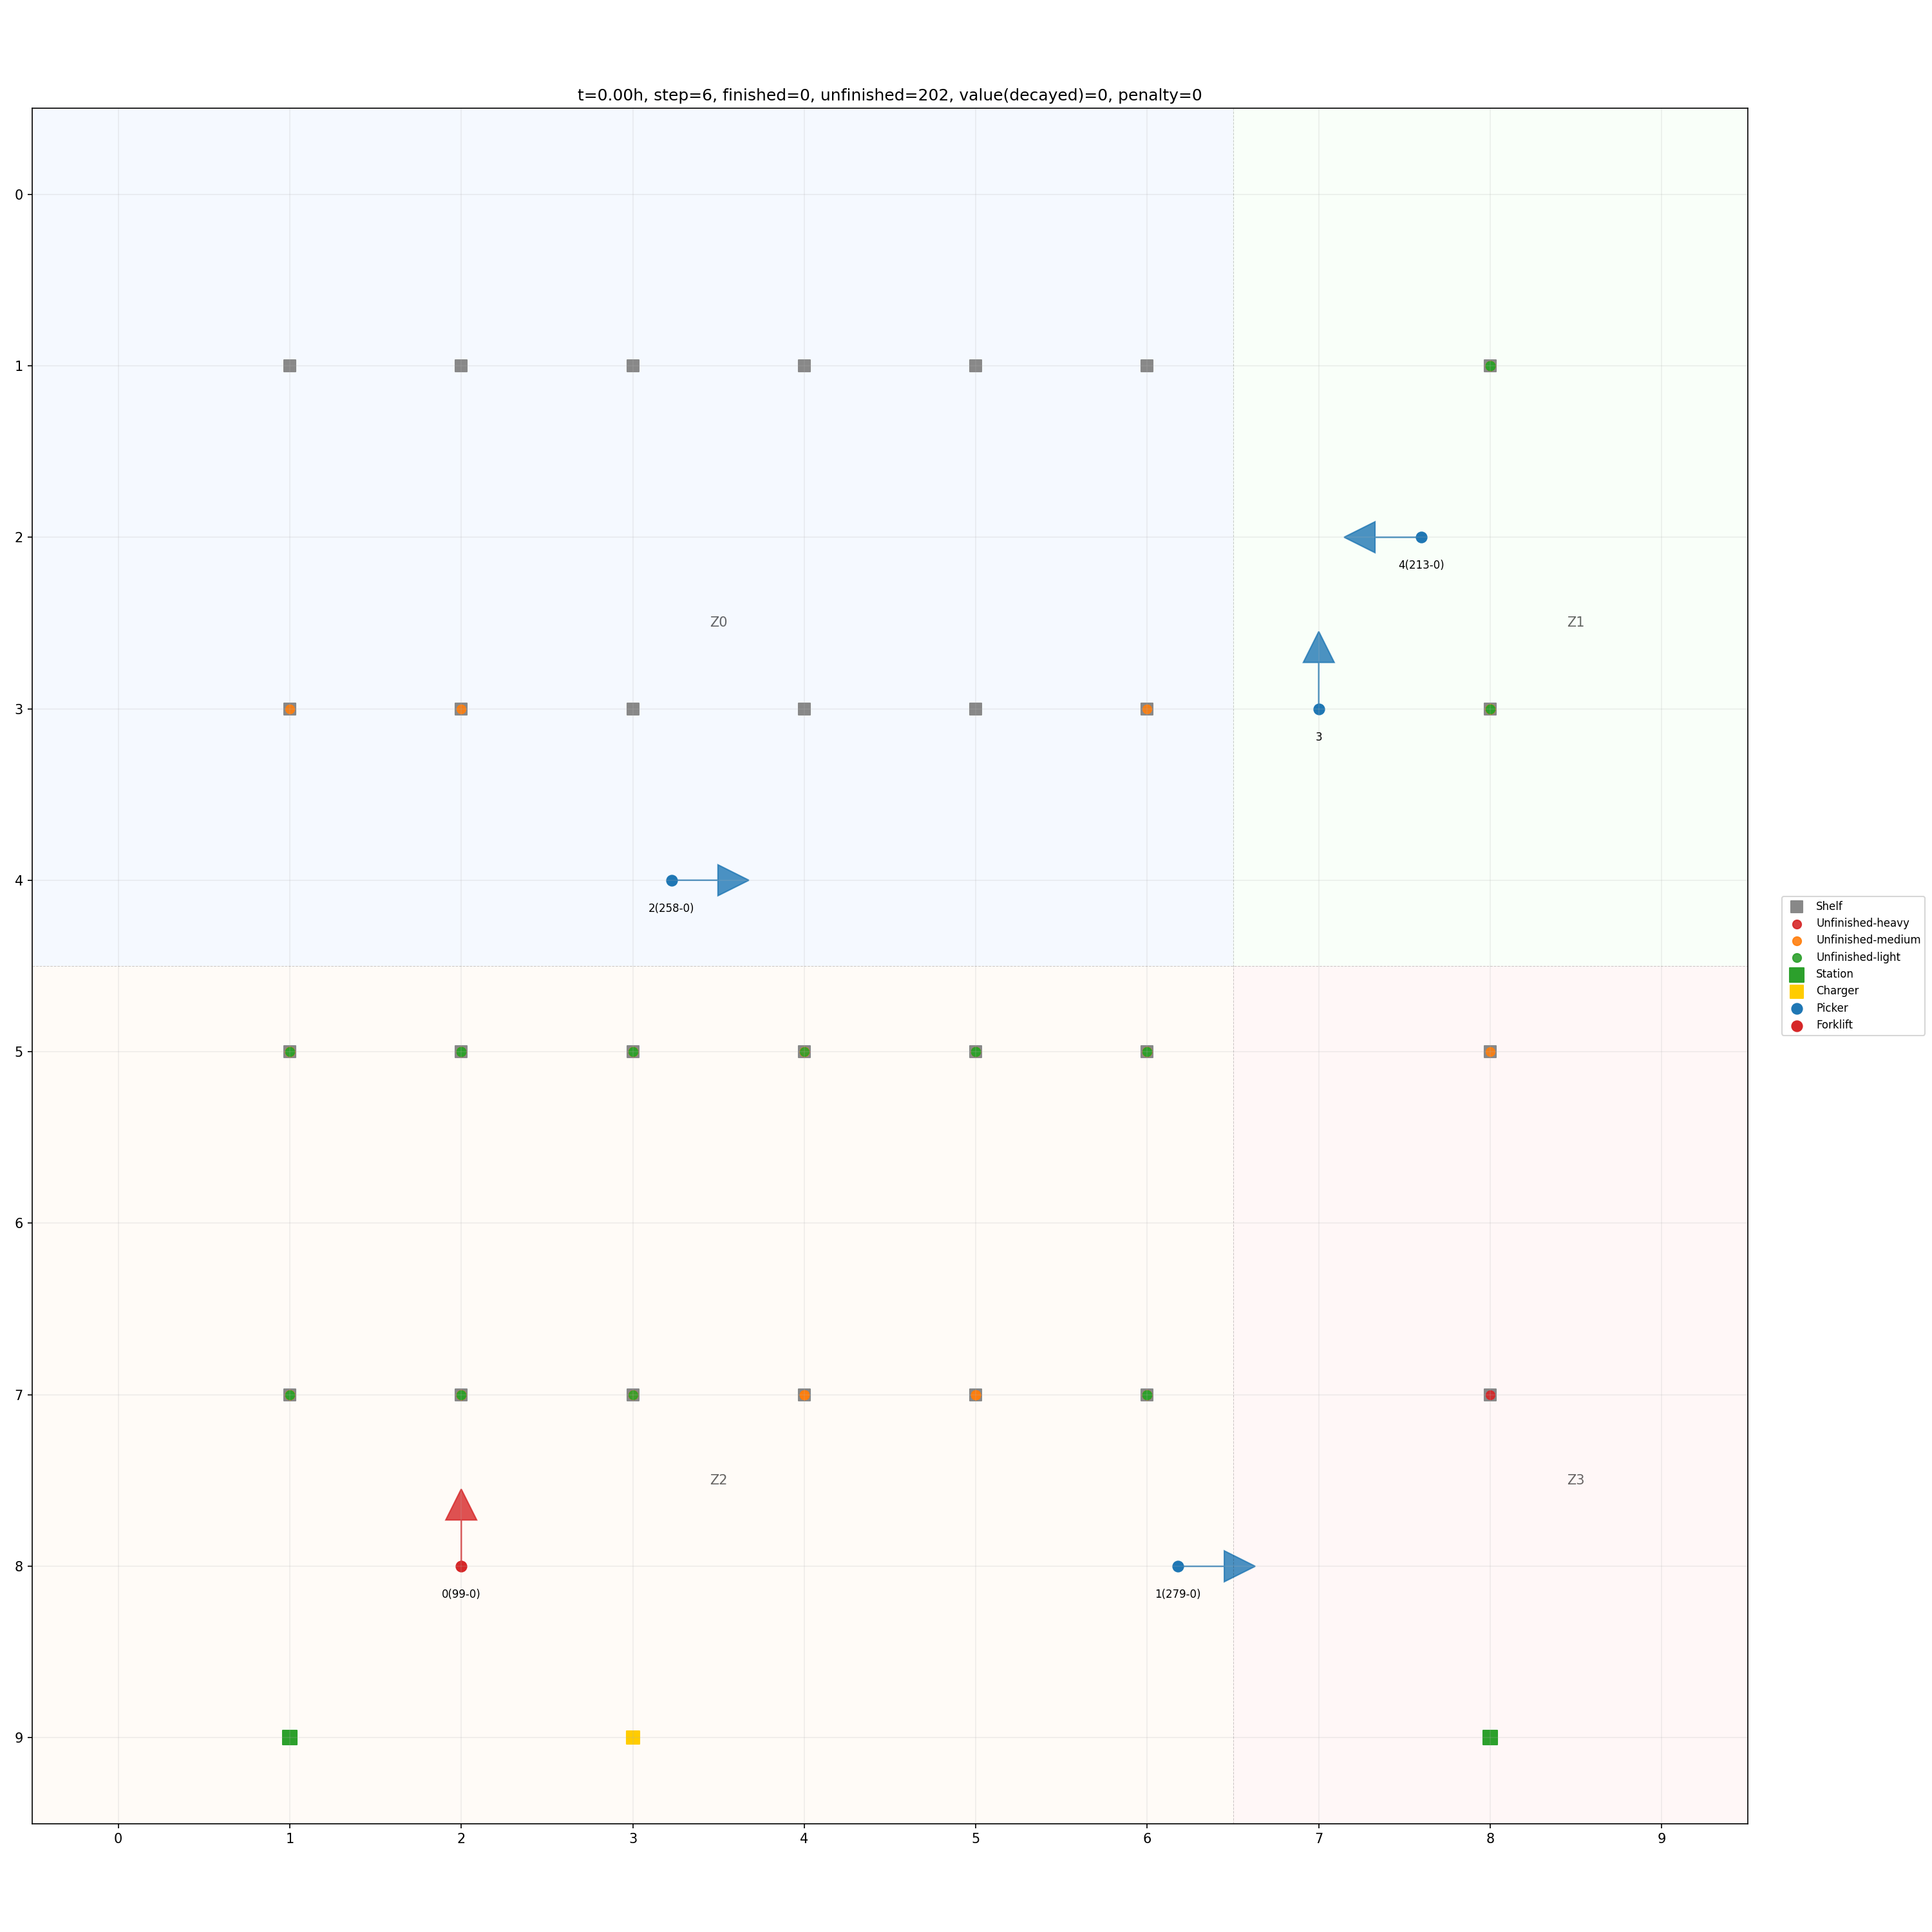 t=0.00h, step=6, finished=0, unfinished=202, value(decayed)=0, penalty=0
0
1
2
4(213-0)
Z0
Z1
3
3
4
2(258-0)
Shelf
Unfinished-heavy
Unfinished-medium
Unfinished-light
Station
Charger
Picker
Forklift
5
6
7
Z2
Z3
8
0(99-0)
1(279-0)
9
0 1 2 3 4 5 6 7 8 9